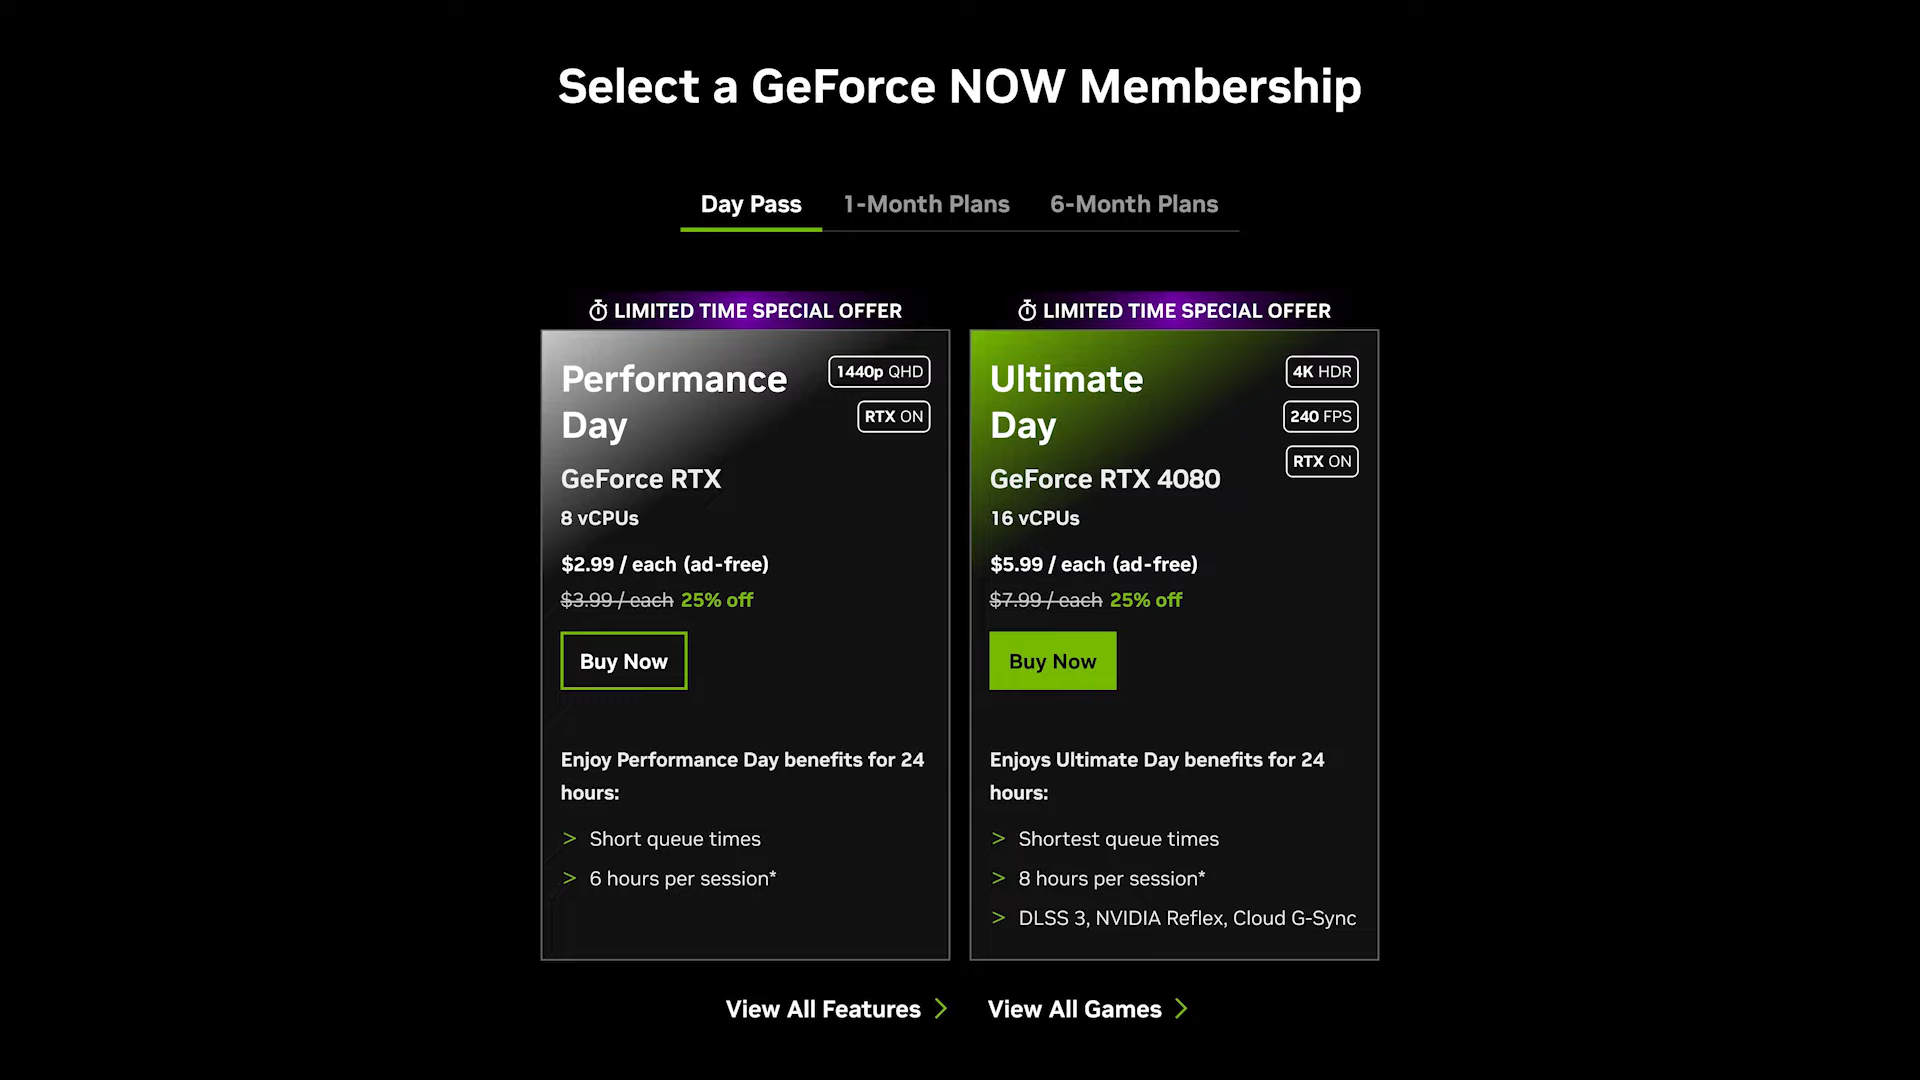 Select a GeForce NOW Membership
Day Pass
1-Month Plans
6-Month Plans
LIMITED TIME SPECIAL OFFER
Performance
Day
1440p QHD
RTX ON
GeForce RTX
8 vCPUs
$2.99 / each (ad-free)
$3.99 / each 25% off
Buy Now
Enjoy Performance Day benefits for 24
hours:
> Short queue times
> 6 hours per session*
LIMITED TIME SPECIAL OFFER
Ultimate
Day
4K HDR
240 FPS
RTX ON
GeForce RTX 4080
16 vCPUs
$5.99 / each (ad-free)
$7.99 / each 25% off
Buy Now
Enjoys Ultimate Day benefits for 24
hours:
> Shortest queue times
> 8 hours per session*
> DLSS 3, NVIDIA Reflex, Cloud G-Sync
View All Features >
View All Games >